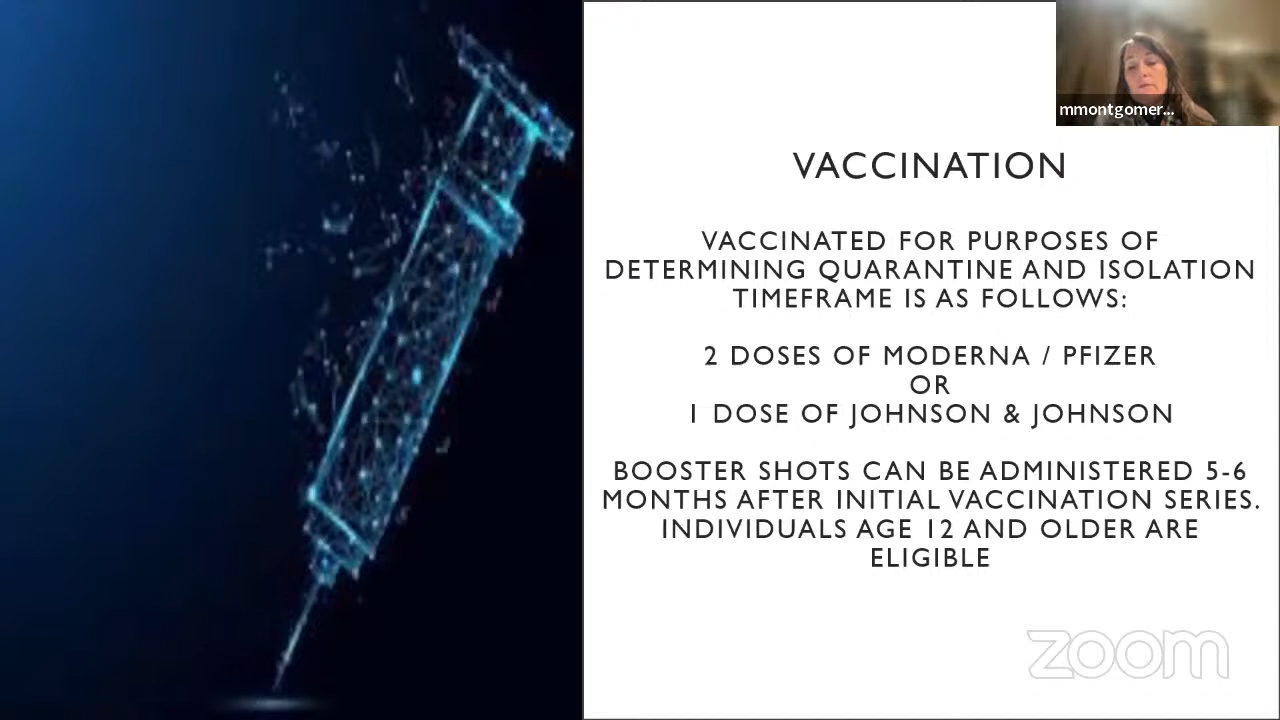 mmontgomer...
VACCINATION
VACCINATED FOR PURPOSES OF
DETERMINING QUARANTINE AND ISOLATION
TIMEFRAME IS AS FOLLOWS:
2 DOSES OF MODERNA / PFIZER
OR
1 DOSE OF JOHNSON & JOHNSON
BOOSTER SHOTS CAN BE ADMINISTERED 5-6
MONTHS AFTER INITIAL VACCINATION SERIES.
INDIVIDUALS AGE 12 AND OLDER ARE
ELIGIBLE
zoom